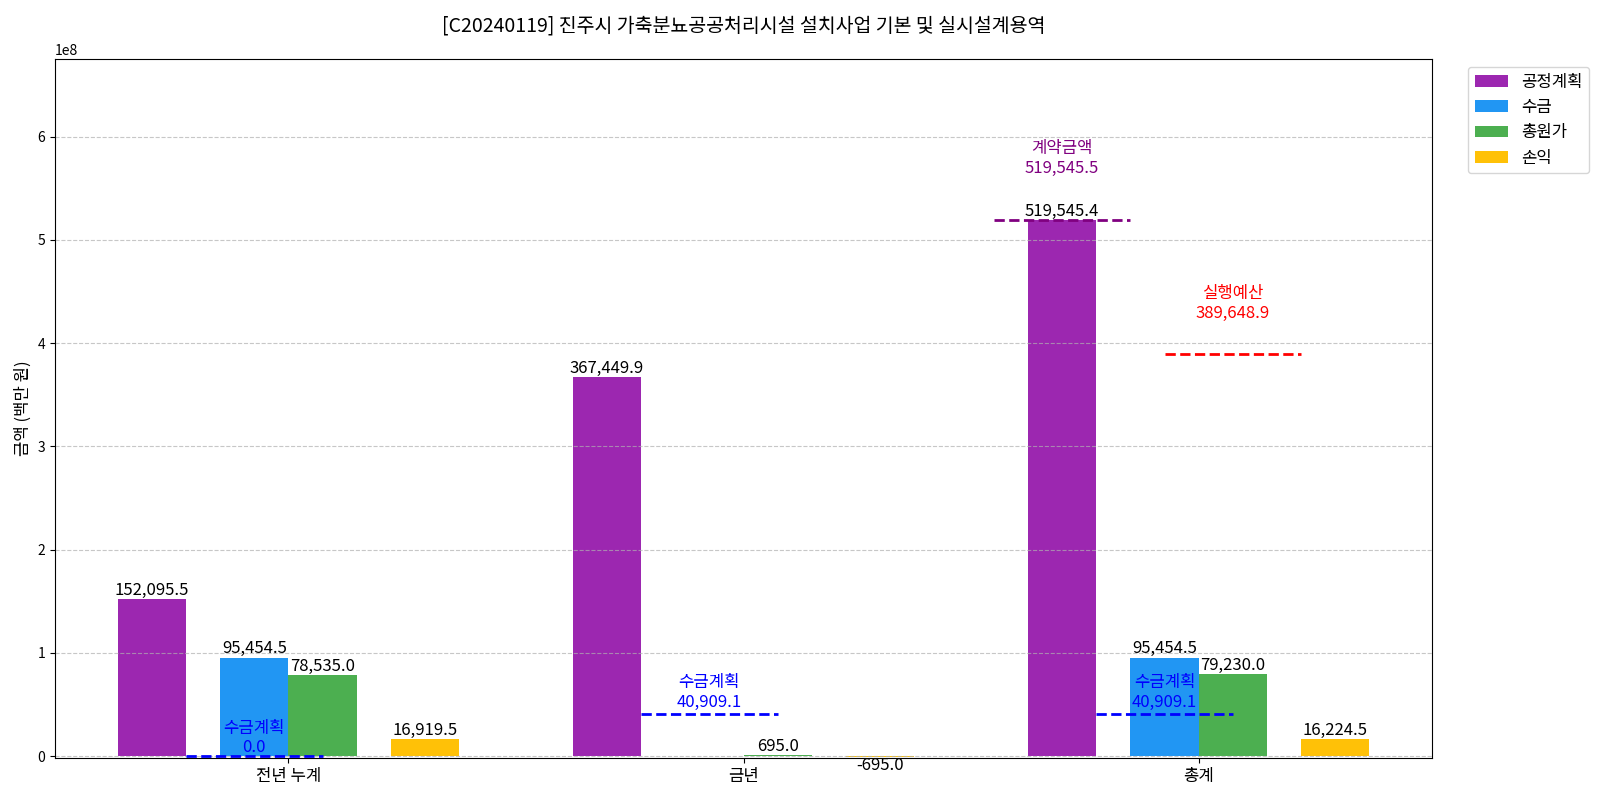 [C20240119] 진주시 가축분뇨공공처리시설 설치사업 기본 및 실시설계용역
1e8
공정계획
수금
총원가
손익
금액 (백만 원)
6
5
4
3
2
1
0
계약금액
519,545.5
519,545.4
실행예산
389,648.9
367,449.9
152,095.5
95,454.5
78,535.0
수금계획
0.0
16,919.5
수금계획
40,909.1
695.0
-695.0
95,454.5
79,230.0
수금계획
40,909.1
16,224.5
전년 누계
금년
총계